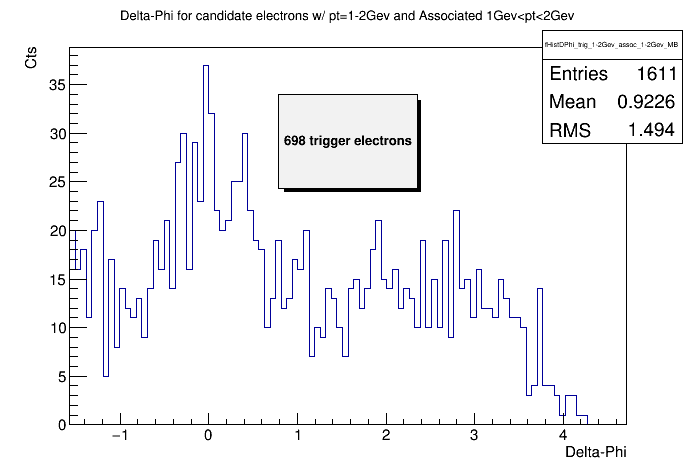 Delta-Phi for candidate electrons w/ pt=1-2Gev and Associated 1Gev<pt<2Gev
Cts
fHistDPhi_trig_1-2Gev_assoc_1-2Gev_MB
Entries 1611
Mean 0.9226
RMS 1.494
698 trigger electrons
35
30
25
20
15
10
5
0
−1 0 1 2 3 4
Delta-Phi